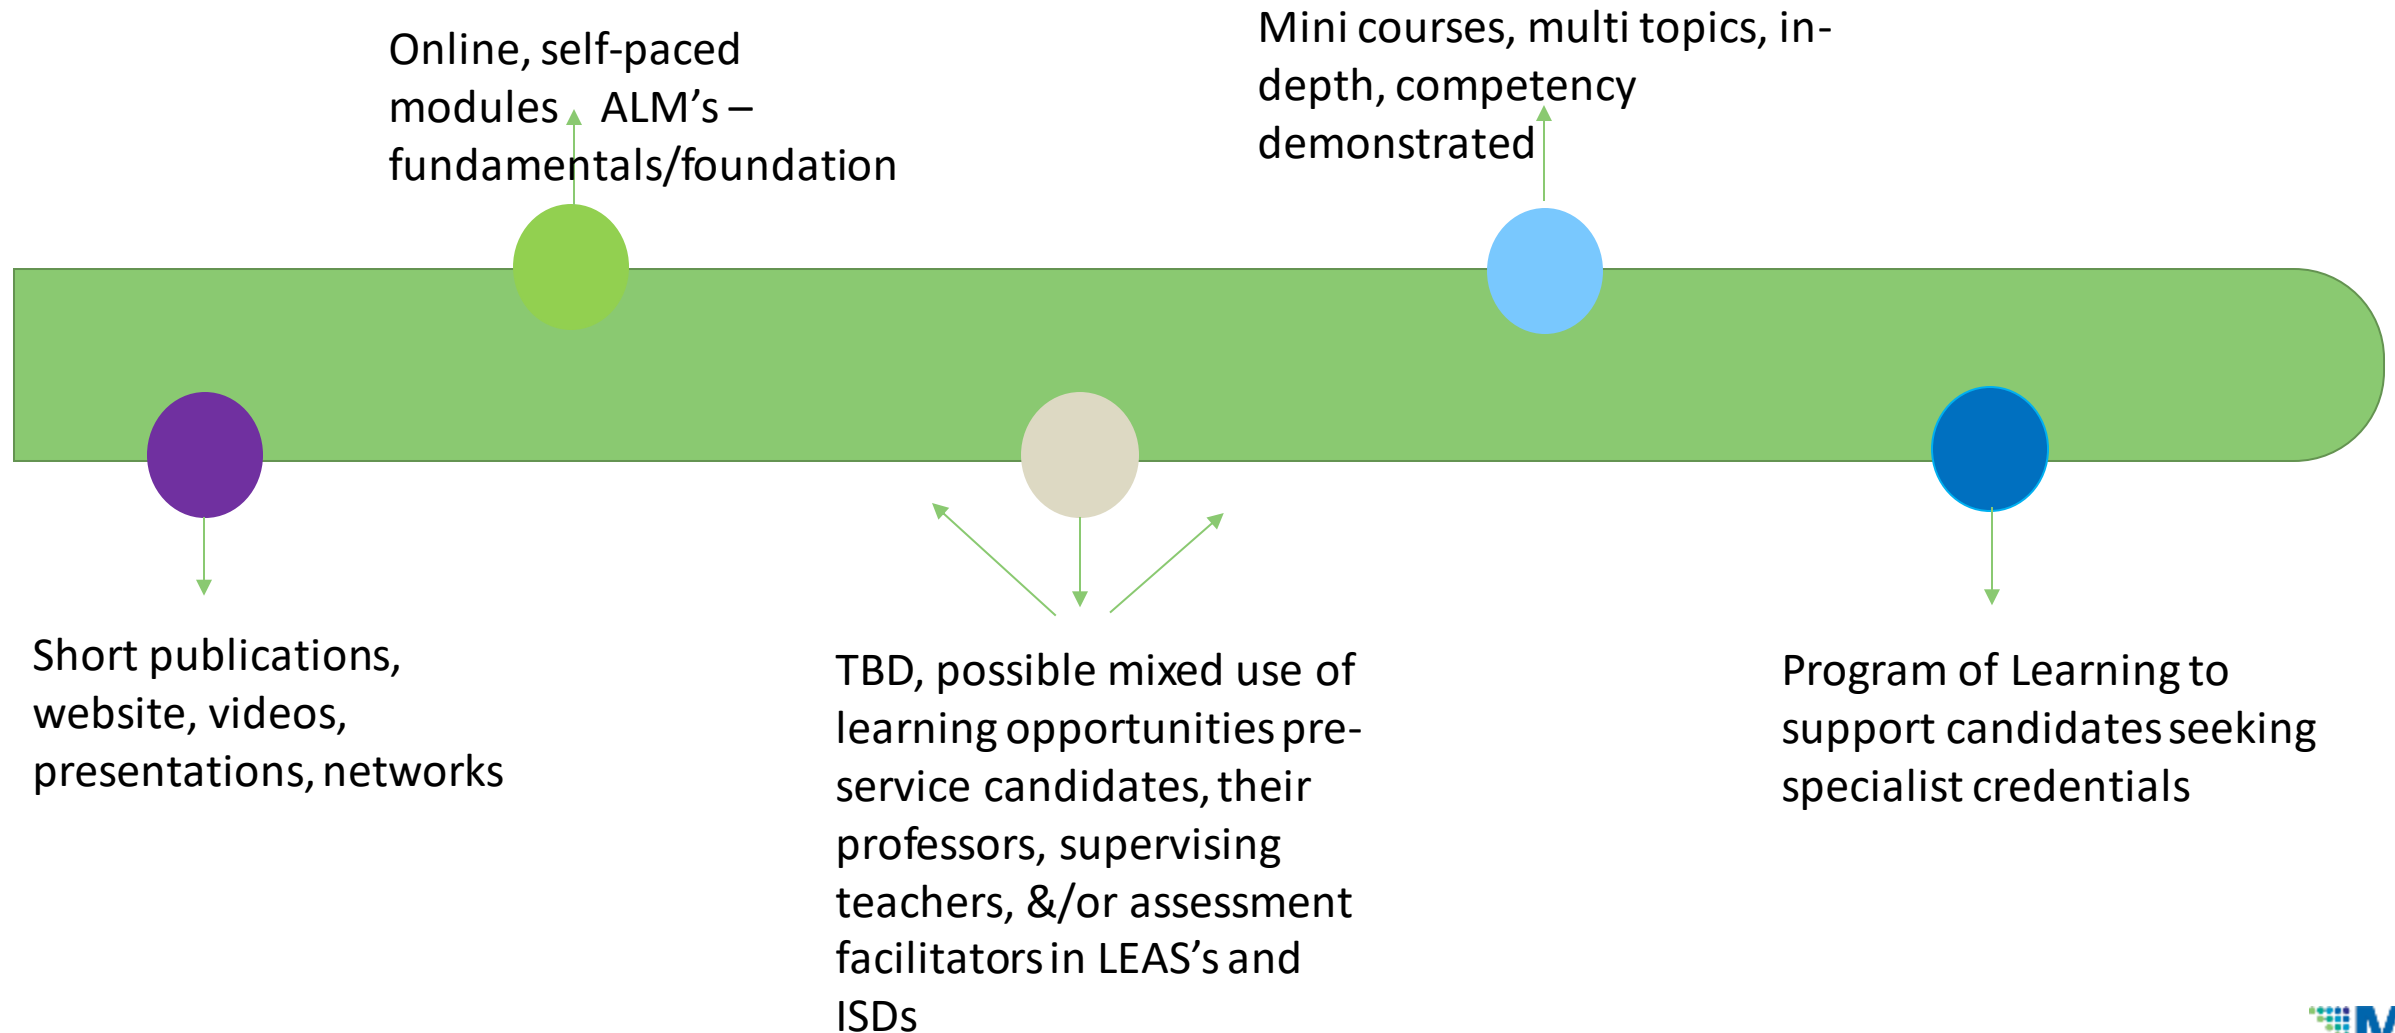 Online, self-paced
modules ALM’s –
fundamentals/foundation
Mini courses, multi topics, in-
depth, competency
demonstrated
Short publications,
website, videos,
presentations, networks
TBD, possible mixed use of
learning opportunities pre-
service candidates, their
professors, supervising
teachers, &/or assessment
facilitators in LEAS’s and
ISDs
Program of Learning to
support candidates seeking
specialist credentials
M